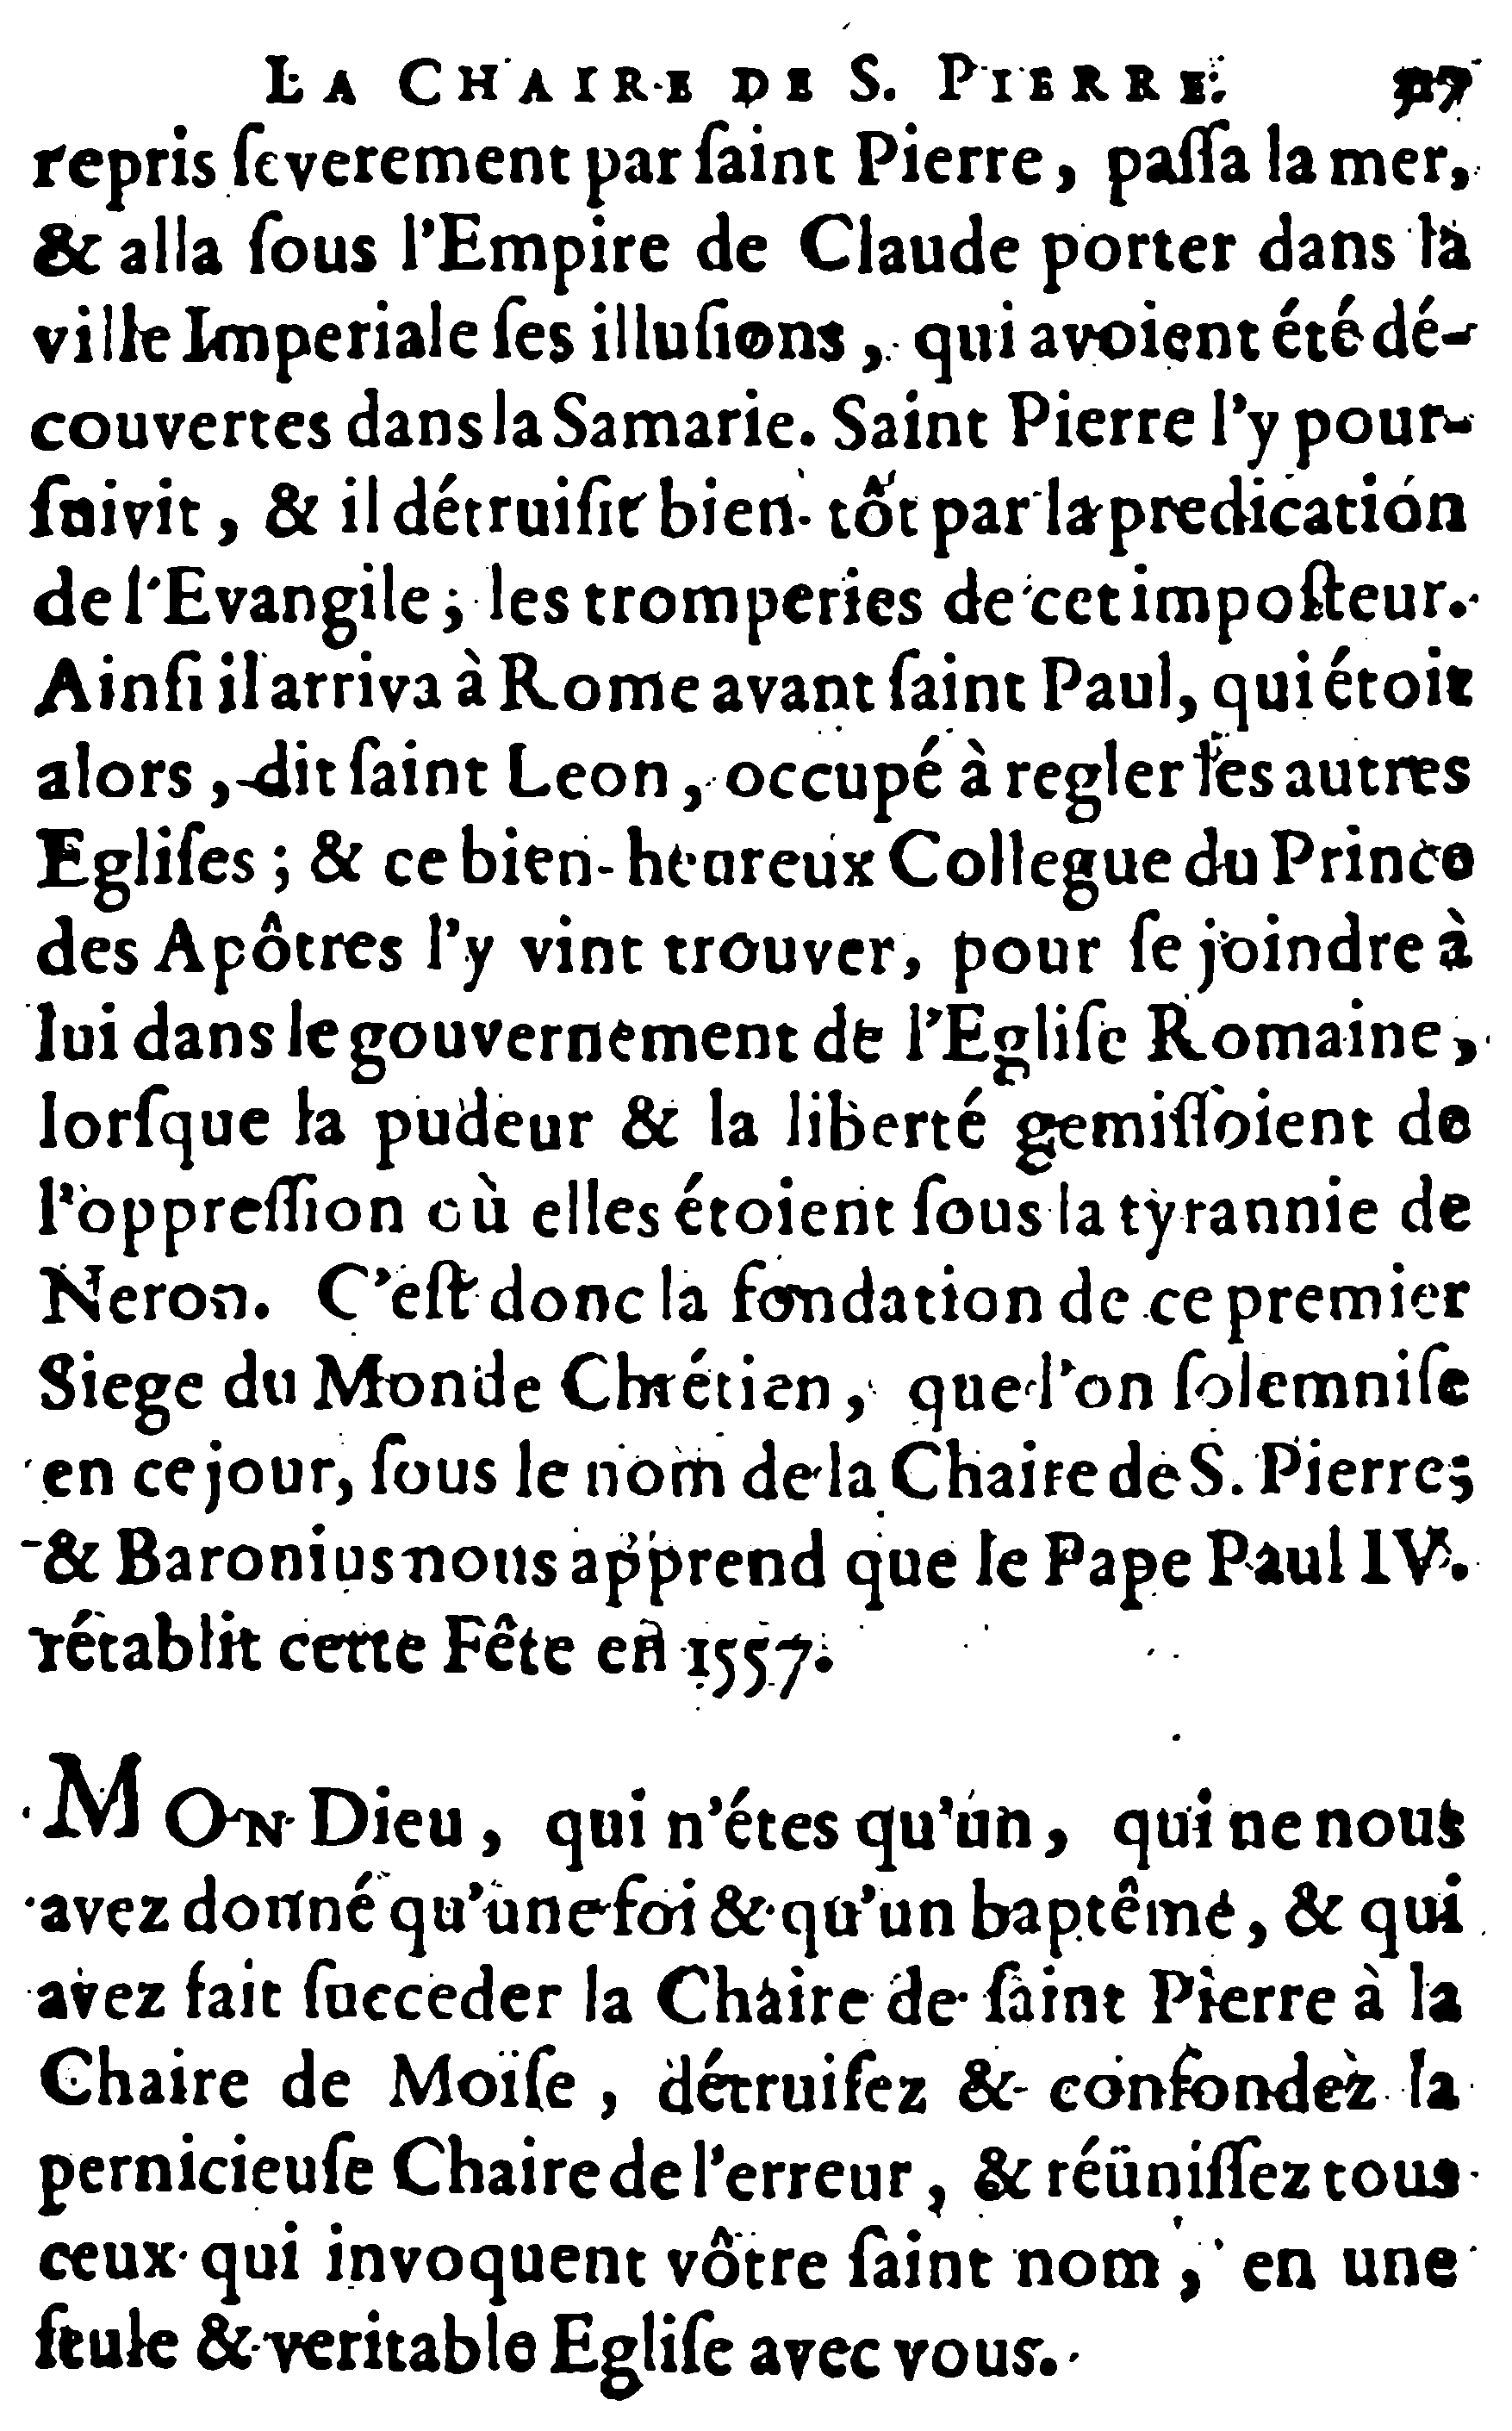 LA CHAIRE DE S. PIERRE.
repris ſeverement par ſaint Pierre, paſſa la mer,
& alla ſous l'Empire de Claude porter dans la
ville Imperiale ſes illuſions, qui avoient été dé-
couvertes dans la Samarie. Saint Pierre l'y pour-
ſuivit, & il détruiſit bien-tôt par la predication
de l'Evangile; les tromperies de cet impoſteur.
Ainſi il arriva à Rome avant ſaint Paul, qui étoit
alors, dit ſaint Leon, occupé à regler les autres
Egliſes; & ce bien-heureux Collegue du Prince
des Apôtres l'y vint trouver, pour ſe joindre à
lui dans le gouvernement de l'Egliſe Romaine,
lorſque la pudeur & la liberté gemiſſoient de
l'oppreſſion où elles étoient ſous la tyrannie de
Neron. C'eſt donc la fondation de ce premier
Siege du Monde Chrétien, que l'on ſolemniſe
en ce jour, ſous le nom de la Chaire de S. Pierre;
& Baronius nous apprend que le Pape Paul IV.
rétablit cette Fête en 1557.
MON Dieu, qui n'étes qu'un, qui ne nous
avez donné qu'une foi & qu'un baptême, & qui
avez fait ſucceder la Chaire de ſaint Pierre à la
Chaire de Moïſe, détruiſez & confondez la
pernicieuſe Chaire de l'erreur, & réüniſſez tous
ceux qui invoquent vôtre ſaint nom, en une
ſeule & veritable Egliſe avec vous.